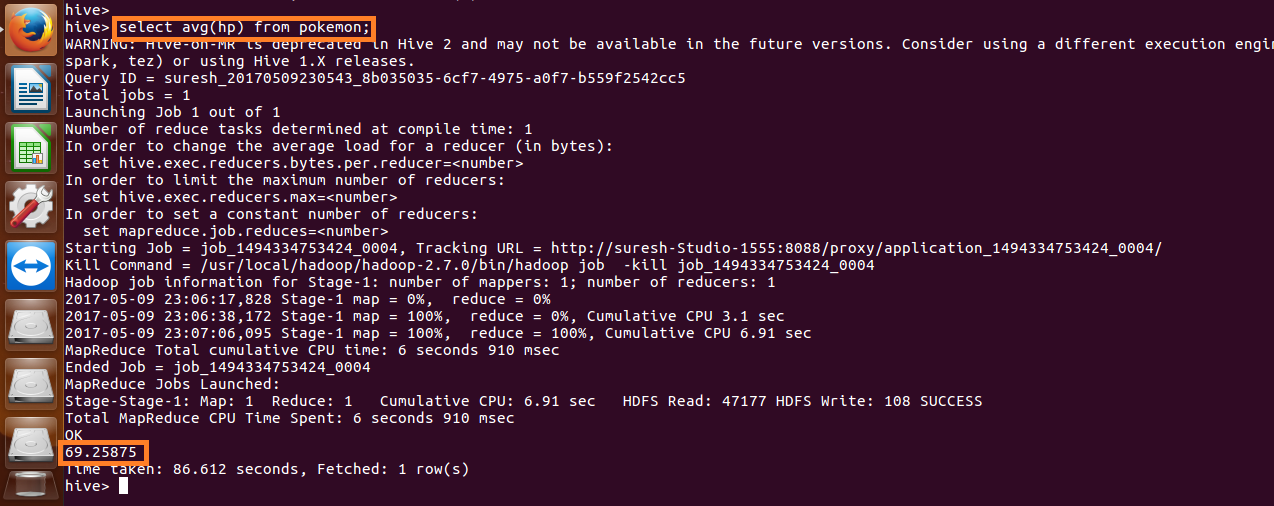 hive>
hive> select avg(hp) from pokemon;
WARNING: Hive-on-MR is deprecated in Hive 2 and may not be available in the future versions. Consider using a different execution engi
spark, tez) or using Hive 1.X releases.
Query ID = suresh_20170509230543_8b035035-6cf7-4975-a0f7-b559f2542cc5
Total jobs = 1
Launching Job 1 out of 1
Number of reduce tasks determined at compile time: 1
In order to change the average load for a reducer (in bytes):
  set hive.exec.reducers.bytes.per.reducer=<number>
In order to limit the maximum number of reducers:
  set hive.exec.reducers.max=<number>
In order to set a constant number of reducers:
  set mapreduce.job.reduces=<number>
Starting Job = job_1494334753424_0004, Tracking URL = http://suresh-Studio-1555:8088/proxy/application_1494334753424_0004/
Kill Command = /usr/local/hadoop/hadoop-2.7.0/bin/hadoop job  -kill job_1494334753424_0004
Hadoop job information for Stage-1: number of mappers: 1; number of reducers: 1
2017-05-09 23:06:17,828 Stage-1 map = 0%,  reduce = 0%
2017-05-09 23:06:38,172 Stage-1 map = 100%,  reduce = 0%, Cumulative CPU 3.1 sec
2017-05-09 23:07:06,095 Stage-1 map = 100%,  reduce = 100%, Cumulative CPU 6.91 sec
MapReduce Total cumulative CPU time: 6 seconds 910 msec
Ended Job = job_1494334753424_0004
MapReduce Jobs Launched:
Stage-Stage-1: Map: 1  Reduce: 1   Cumulative CPU: 6.91 sec   HDFS Read: 47177 HDFS Write: 108 SUCCESS
Total MapReduce CPU Time Spent: 6 seconds 910 msec
OK
69.25875
Time taken: 86.612 seconds, Fetched: 1 row(s)
hive>